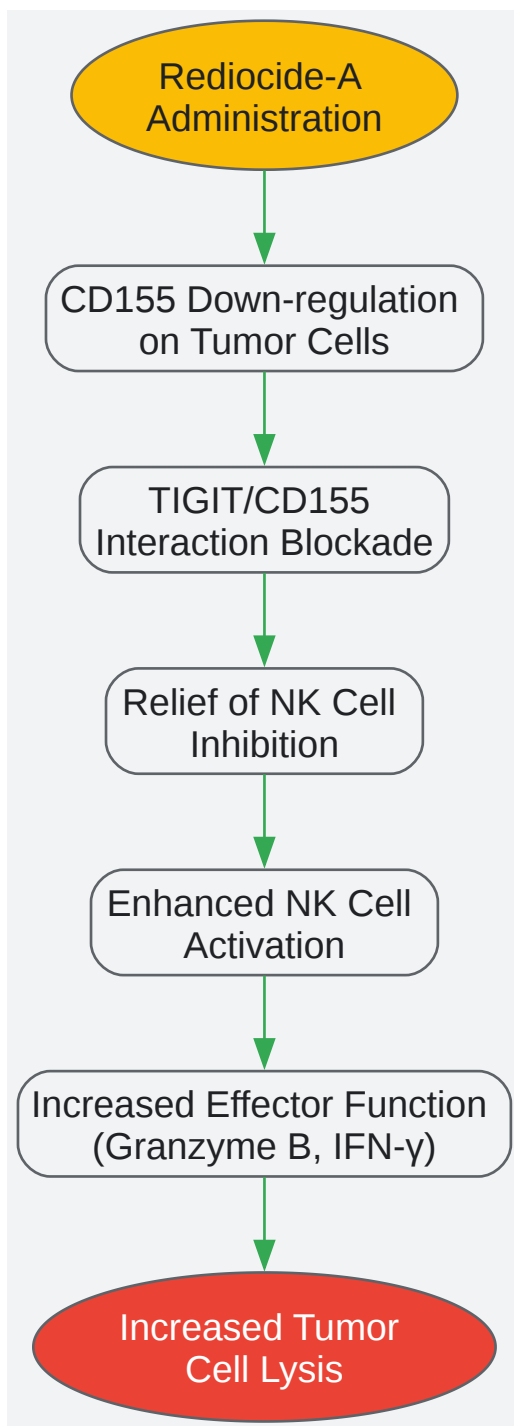 Rediocide-A
Administration
CD155 Down-regulation
on Tumor Cells
TIGIT/CD155
Interaction Blockade
Relief of NK Cell
Inhibition
Enhanced NK Cell
Activation
Increased Effector Function
(Granzyme B, IFN-γ)
Increased Tumor
Cell Lysis